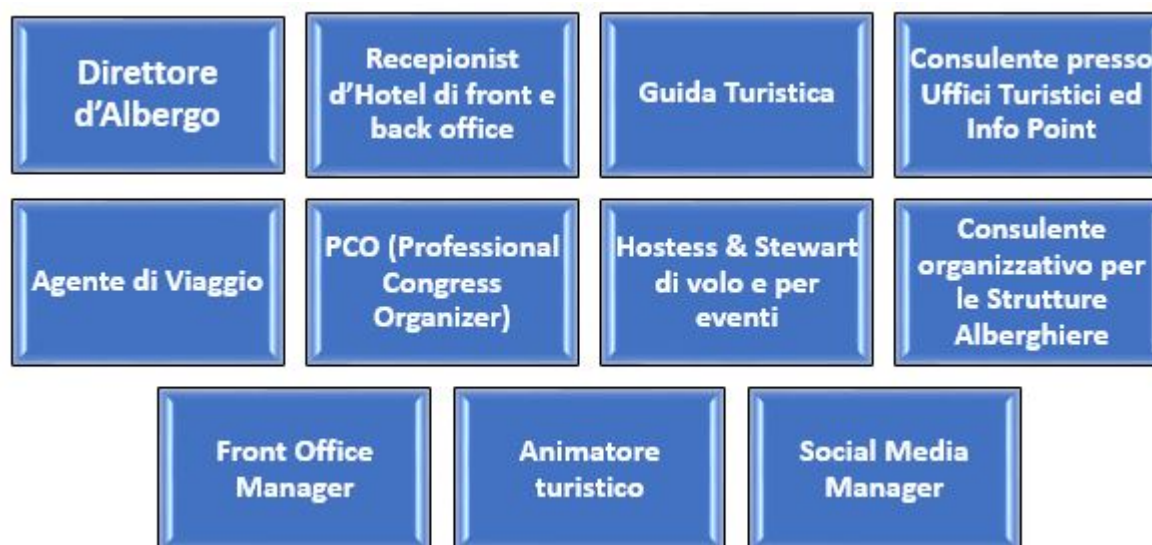 Direttore
d'Albergo
Recepionist
d'Hotel di front e
back office
Guida Turistica
Consulente presso
Uffici Turistici ed
Info Point
Agente di Viaggio
PCO (Professional
Congress
Organizer)
Hostess & Stewart
di volo e per
eventi
Consulente
organizzativo per
le Strutture
Alberghiere
Front Office
Manager
Animatore
turistico
Social Media
Manager